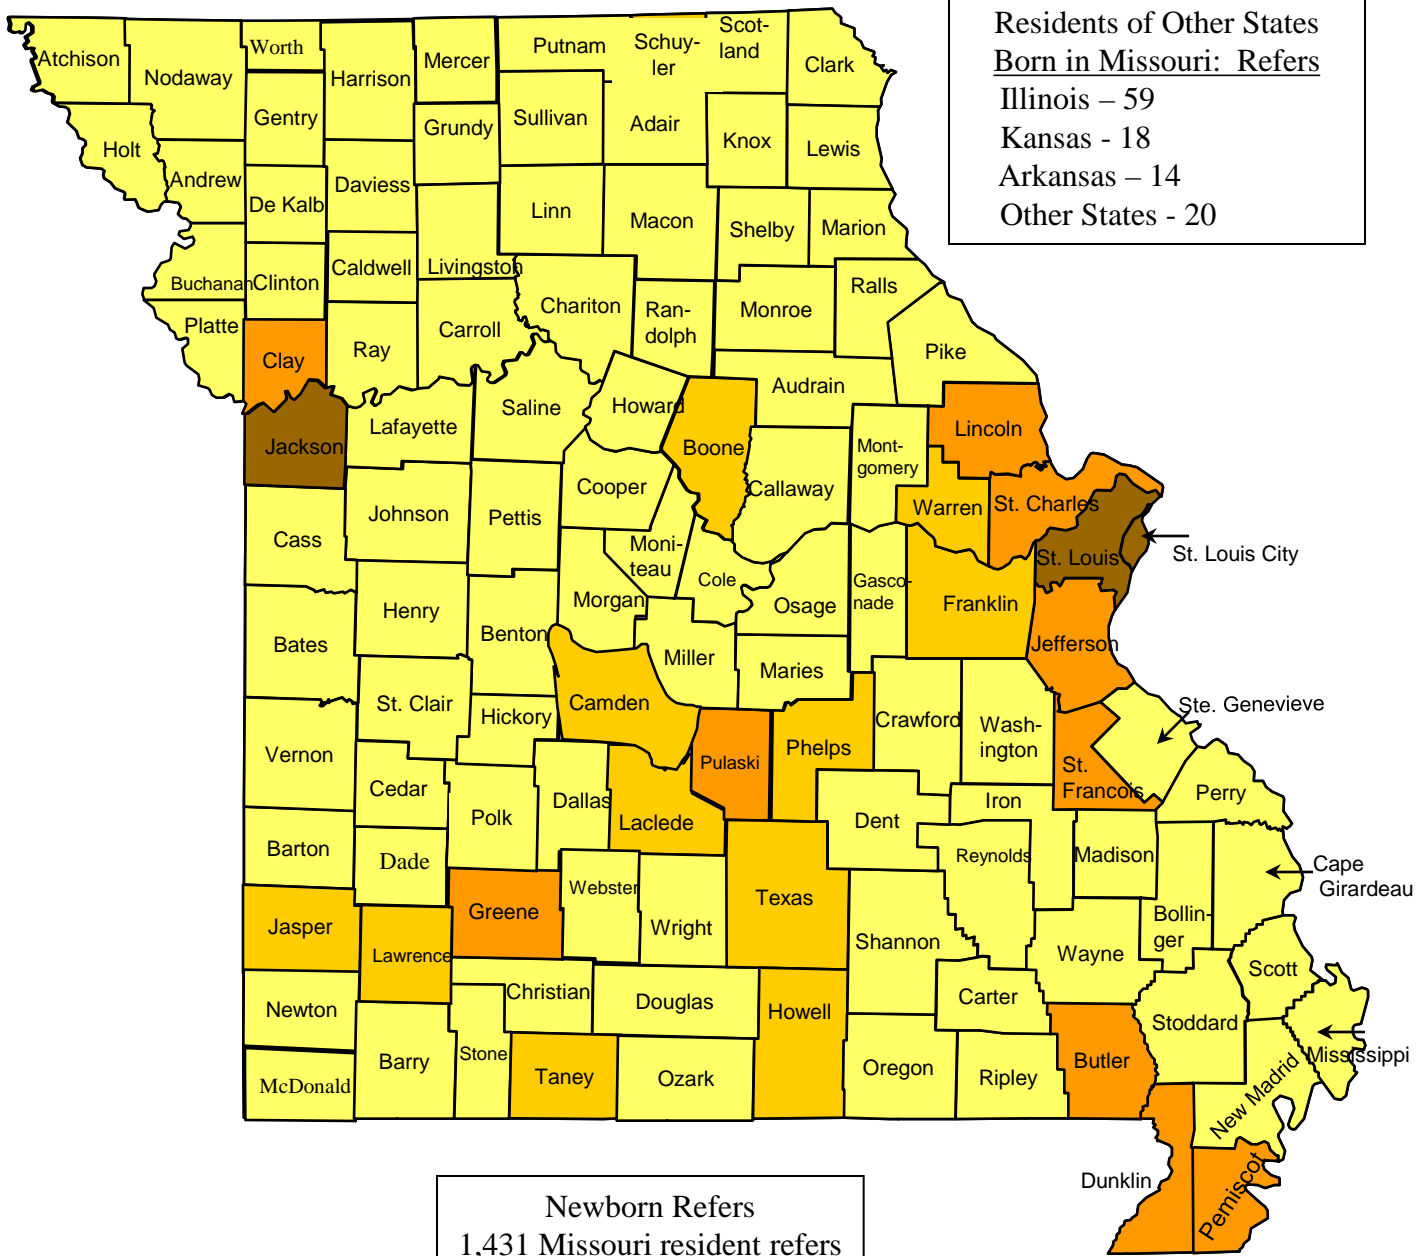 Residents of Other States
Born in Missouri:  Refers
Illinois – 59
Kansas - 18
Arkansas – 14
Other States - 20
Atchison
Nodaway
Worth
Harrison
Mercer
Putnam
Schuy-
ler
Scot-
land
Clark
Gentry
Grundy
Sullivan
Adair
Knox
Lewis
Holt
Andrew
De Kalb
Daviess
Linn
Macon
Shelby
Marion
Buchanan
Clinton
Caldwell
Livingston
Chariton
Ran-
dolph
Monroe
Ralls
Platte
Clay
Ray
Carroll
Pike
Audrain
Saline
Howard
Boone
Lafayette
Jackson
Lincoln
Mont-
gomery
Callaway
Warren
St. Charles
Cooper
Pettis
Johnson
Cass
Moni-
teau
Cole
St. Louis
St. Louis City
Gasco-
nade
Osage
Franklin
Morgan
Henry
Benton
Bates
Miller
Maries
Jefferson
St. Clair
Hickory
Camden
Ste. Genevieve
Crawford
Wash-
ington
Vernon
Phelps
Pulaski
St.
Francois
Perry
Cedar
Polk
Dallas
Laclede
Dent
Iron
Barton
Dade
Reynolds
Madison
Cape
Girardeau
Webster
Texas
Jasper
Greene
Wright
Bollin-
ger
Lawrence
Shannon
Wayne
Scott
Newton
Christian
Douglas
Howell
Carter
Stoddard
Mississippi
McDonald
Barry
Stone
Taney
Ozark
Oregon
Ripley
Butler
New Madrid
Dunklin
Pemiscot
Newborn Refers
1,431 Missouri resident refers